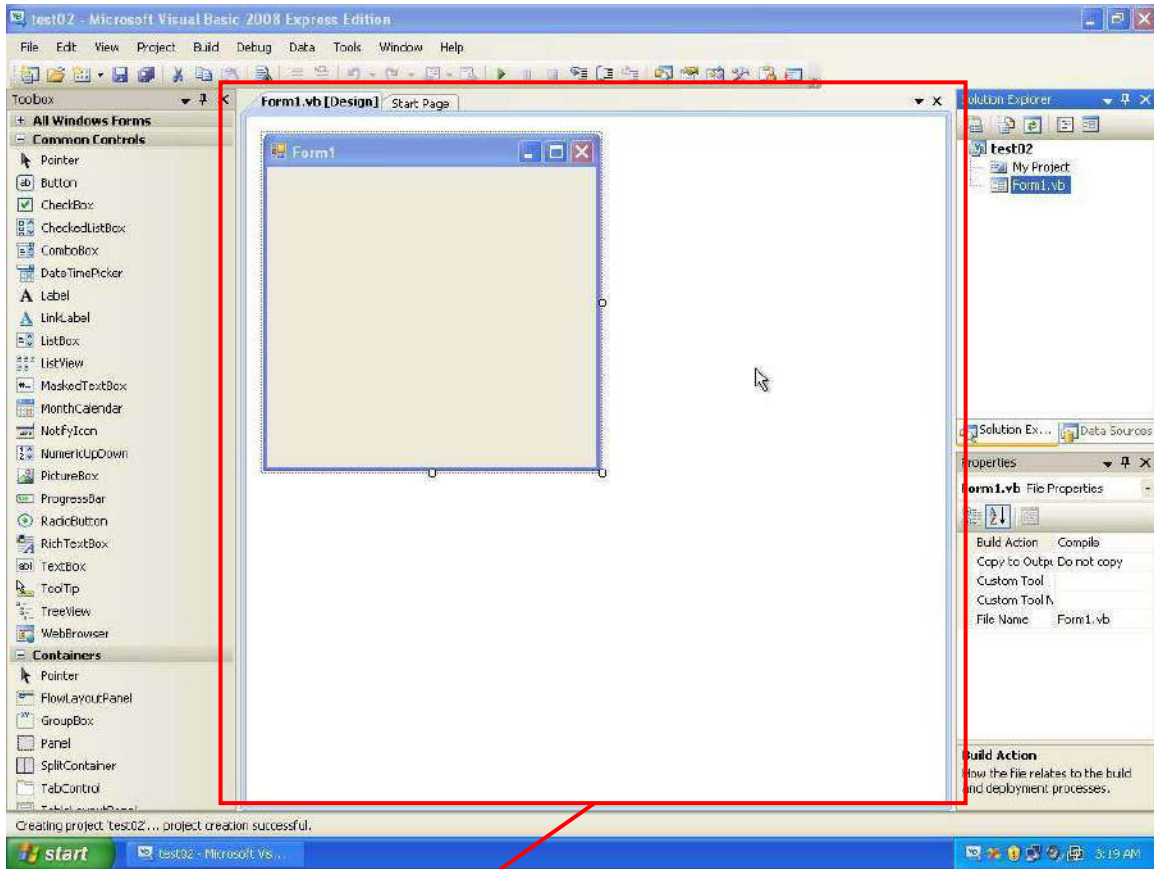 test02 - Microsoft Visual Basic 2008 Express Edition
File Edit View Project Build Debug Data Tools Window Help
Toolbox
All Windows Forms
Common Controls
Pointer
Button
CheckBox
CheckedListBox
ComboBox
DateTimePicker
Label
LinkLabel
ListBox
ListView
MaskedTextBox
MonthCalendar
NotifyIcon
NumericUpDown
PictureBox
ProgressBar
RadioButton
RichTextBox
TextBox
ToolTip
TreeView
WebBrowser
Containers
Pointer
FlowLayoutPanel
GroupBox
Panel
SplitContainer
TabControl
Form1.vb [Design] Start Page
Form1
Solution Explorer
test02
My Project
Form1.vb
Solution Ex... Data Sources
Properties
Form1.vb File Properties
Build Action Compile
Copy to Outpu Do not copy
Custom Tool
Custom Tool N
File Name Form1.vb
Build Action
How the file relates to the build
and deployment processes.
Creating project 'test02'... project creation successful.
start test02 - Microsoft Vis... 3:19 AM